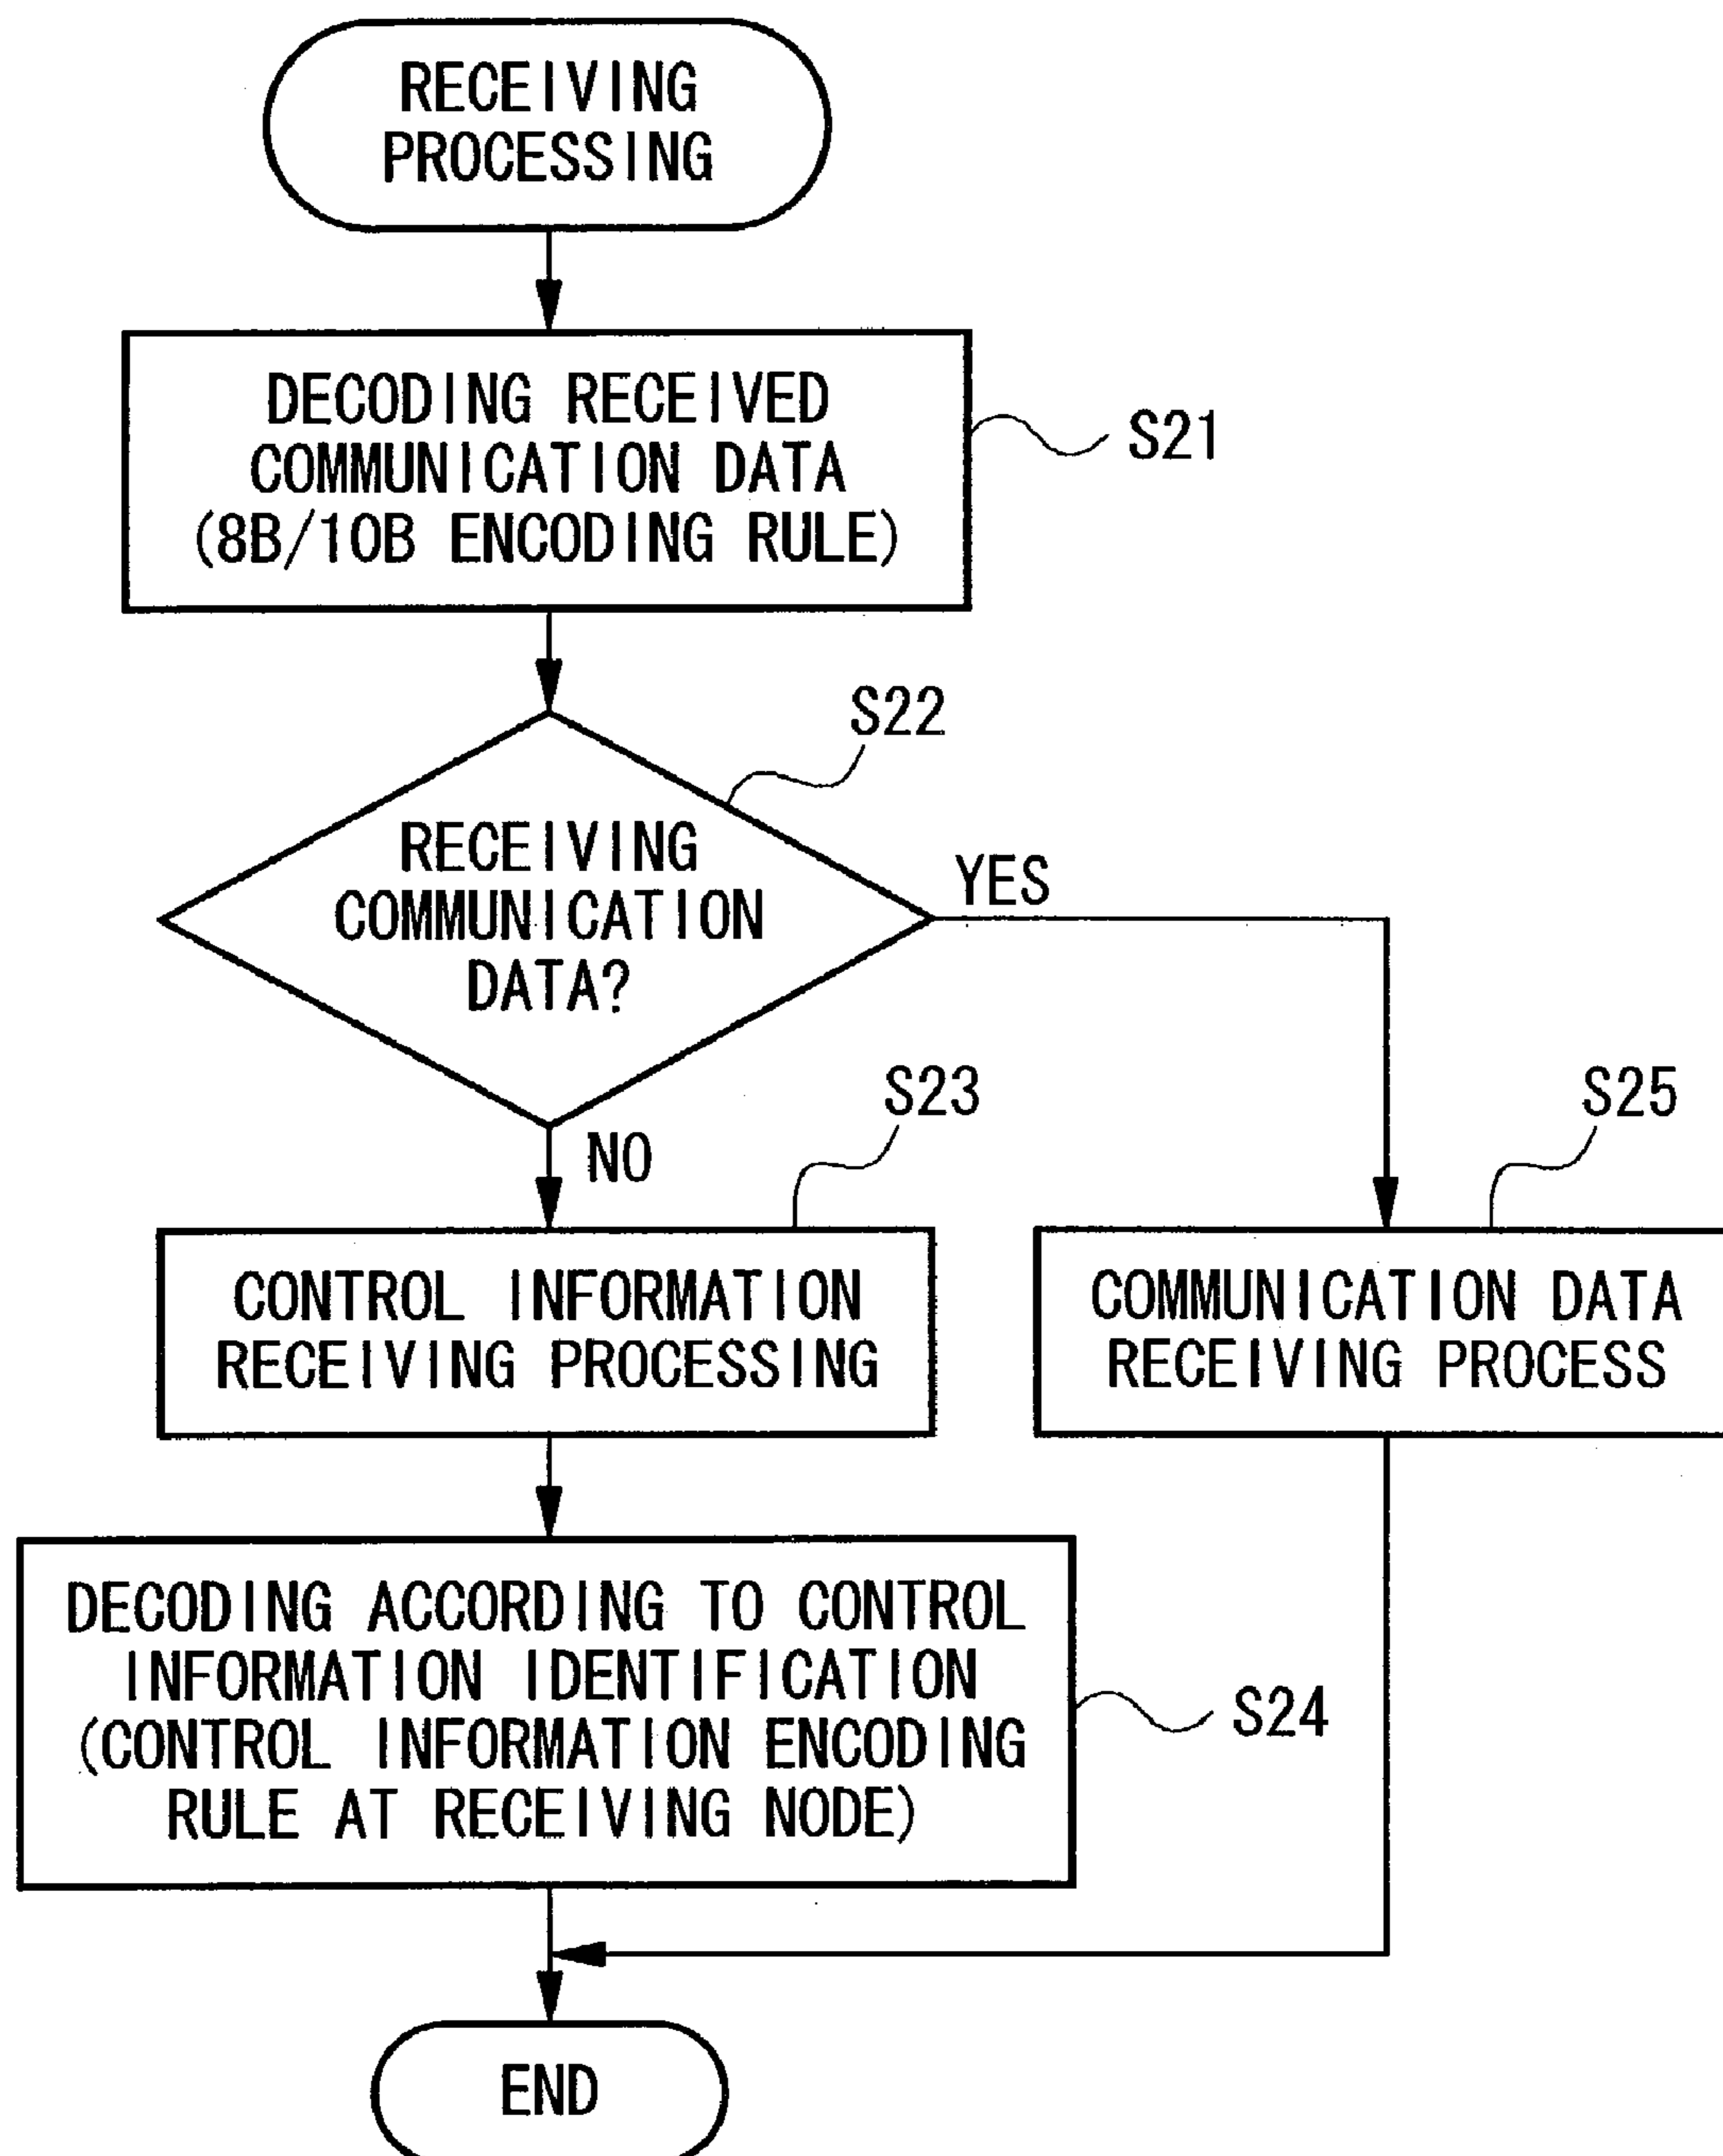 RECEIVING
PROCESSING
DECODING RECEIVED
COMMUNICATION DATA
(8B/10B ENCODING RULE)
S21
S22
RECEIVING
COMMUNICATION
DATA?
YES
NO
S23
S25
CONTROL INFORMATION
RECEIVING PROCESSING
COMMUNICATION DATA
RECEIVING PROCESS
DECODING ACCORDING TO CONTROL
INFORMATION IDENTIFICATION
(CONTROL INFORMATION ENCODING
RULE AT RECEIVING NODE)
S24
END